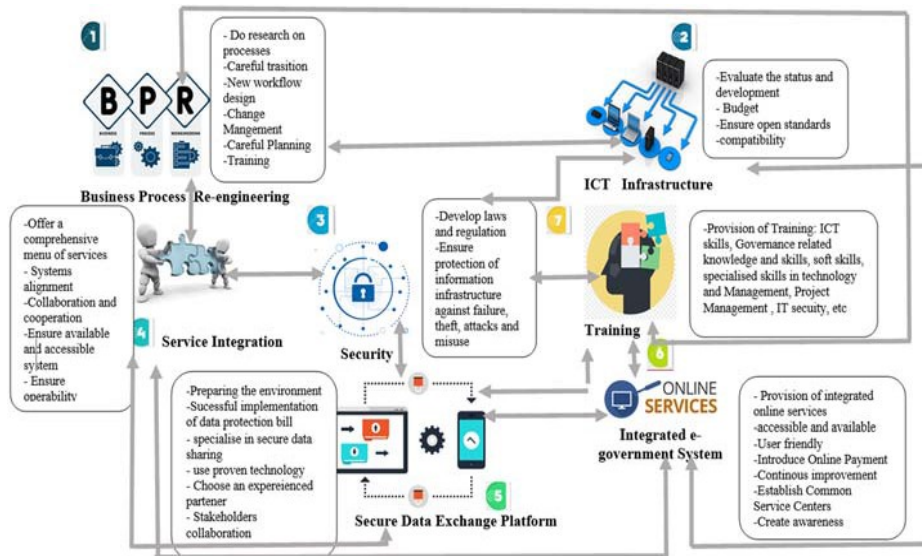 1
B P R
BUSINESS PROCESS REENGINEERING
Business Process Re-engineering
- Do research on
processes
-Careful trasition
-New workflow
design
-Change
Mangement
-Careful Planning
-Training
2
ICT Infrastructure
-Evaluate the status and
development
- Budget
-Ensure open standards
-compatibility
3
Security
-Develop laws
and regulation
-Ensure
protection of
information
infrastructure
against failure,
theft, attacks and
misuse
7
Training
-Provision of Training: ICT
skills, Governance related
knowledge and skills, soft skills,
specialised skills in technology
and Management, Project
Management , IT secuity, etc
-Offer a
comprehensive
menu of services
- Systems
alignment
-Collaboration and
cooperation
-Ensure available
and accessible
system
- Ensure
operability
4
Service Integration
-Preparing the environment
-Sucessful implementation
of data protection bill
- specialise in secure data
sharing
- use proven technology
- Choose an expereienced
partener
- Stakeholders
collaboration
5
Secure Data Exchange Platform
6
ONLINE
SERVICES
Integrated e-
government System
- Provision of integrated
online services
-accessible and available
-User friendly
-Introduce Online Payment
-Continous improvement
-Establish Common
Service Centers
-Create awareness